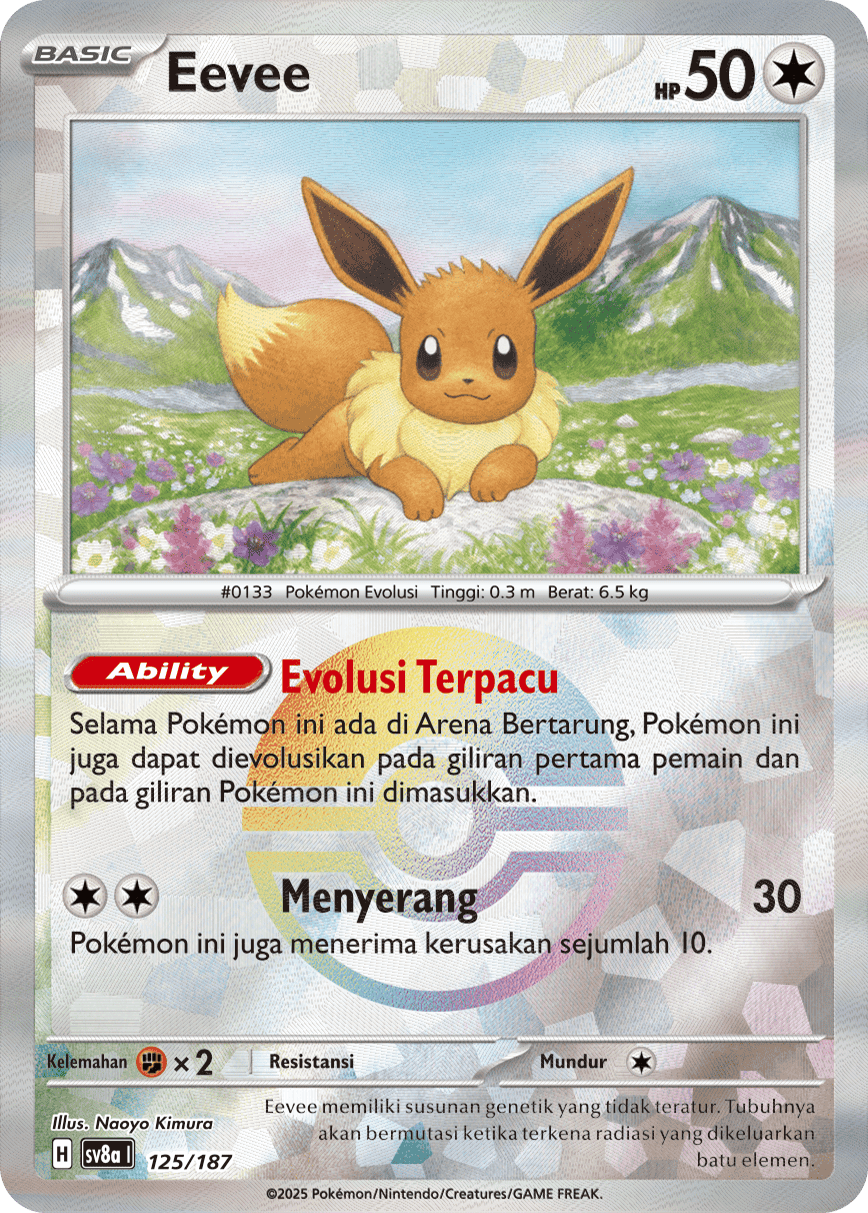 BASIC
Eevee
HP 50
#0133 Pokémon Evolusi Tinggi: 0.3 m Berat: 6.5 kg
Ability Evolusi Terpacu
Selama Pokémon ini ada di Arena Bertarung, Pokémon ini
juga dapat dievolusikan pada giliran pertama pemain dan
pada giliran Pokémon ini dimasukkan.
Menyerang 30
Pokémon ini juga menerima kerusakan sejumlah 10.
Kelemahan ×2 Resistansi Mundur
Eevee memiliki susunan genetik yang tidak teratur. Tubuhnya
akan bermutasi ketika terkena radiasi yang dikeluarkan
batu elemen.
Illus. Naoyo Kimura
H sv8a I 125/187
©2025 Pokémon/Nintendo/Creatures/GAME FREAK.